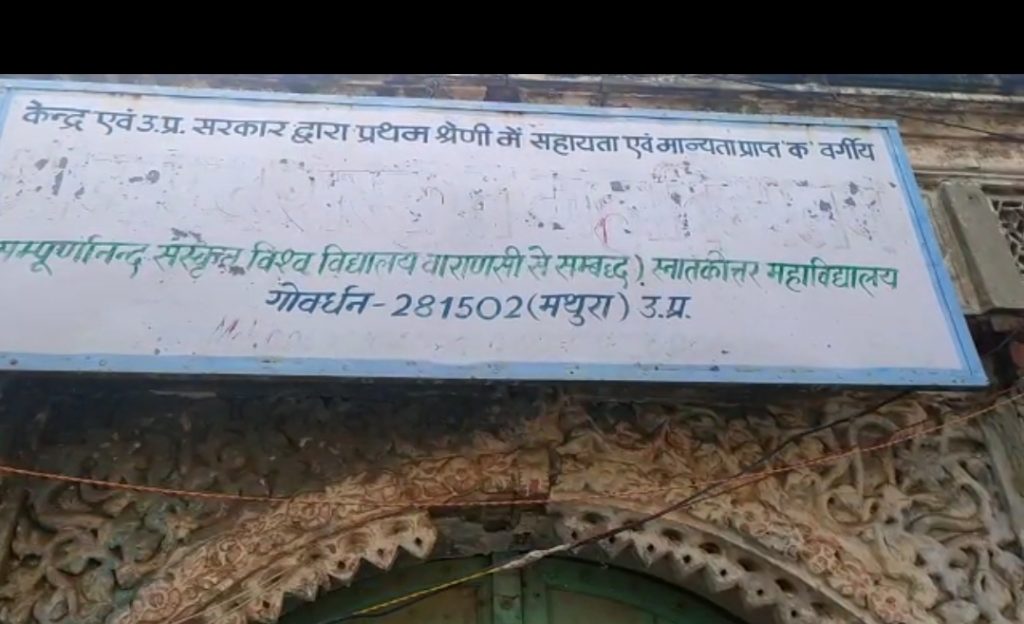 केन्द्र एवं उ.प्र. सरकार द्वारा प्रथम श्रेणी में सहायता एवं मान्यता प्राप्त 'क' वर्गीय
सम्पूर्णानन्द संस्कृत विश्व विद्यालय वाराणसी से सम्बध्द) स्नातकोत्तर महाविद्यालय
गोवर्धन-281502(मथुरा) उ.प्र.